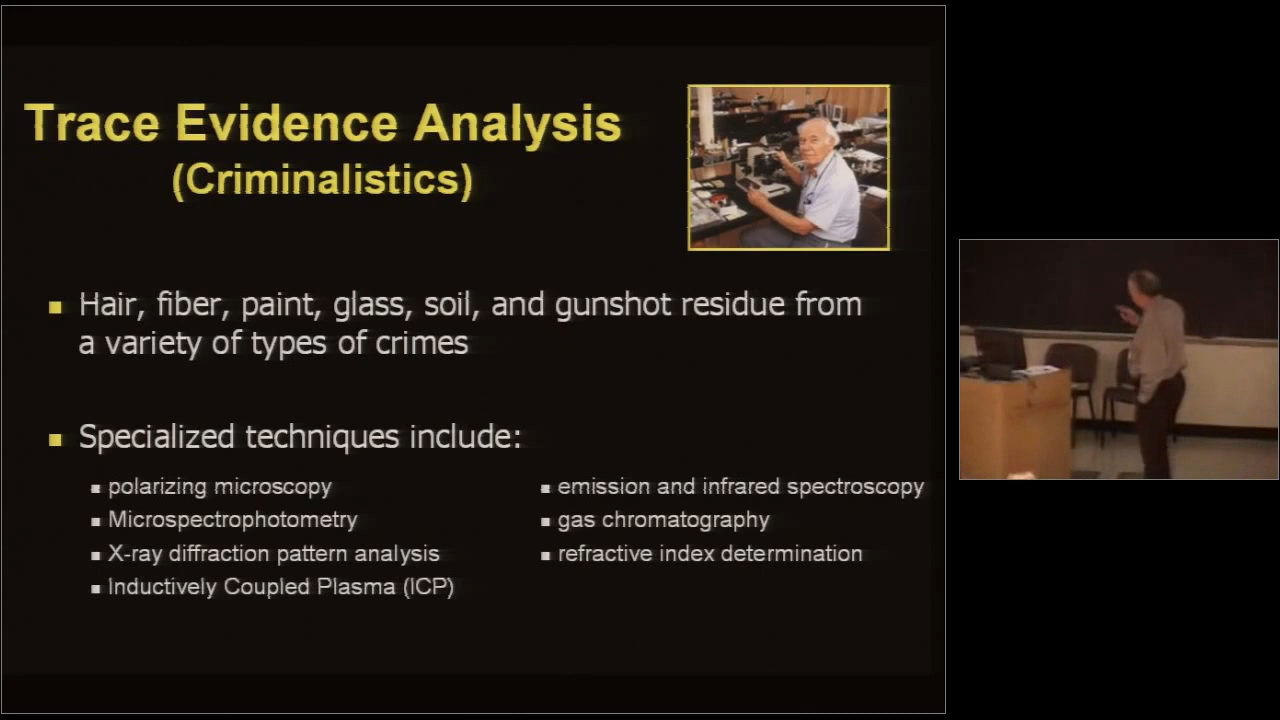 Trace Evidence Analysis
(Criminalistics)
Hair, fiber, paint, glass, soil, and gunshot residue from
a variety of types of crimes
Specialized techniques include:
polarizing microscopy
Microspectrophotometry
X-ray diffraction pattern analysis
Inductively Coupled Plasma (ICP)
emission and infrared spectroscopy
gas chromatography
refractive index determination